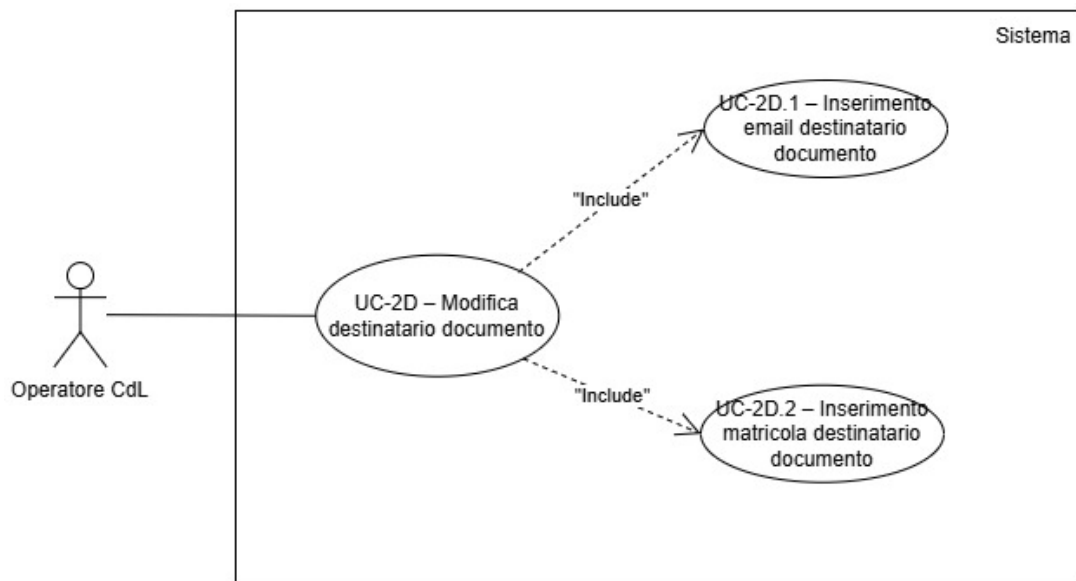 Sistema
UC-2D.1 – Inserimento
email destinatario
documento
"Include"
UC-2D – Modifica
destinatario documento
Operatore CdL
"Include"
UC-2D.2 – Inserimento
matricola destinatario
documento